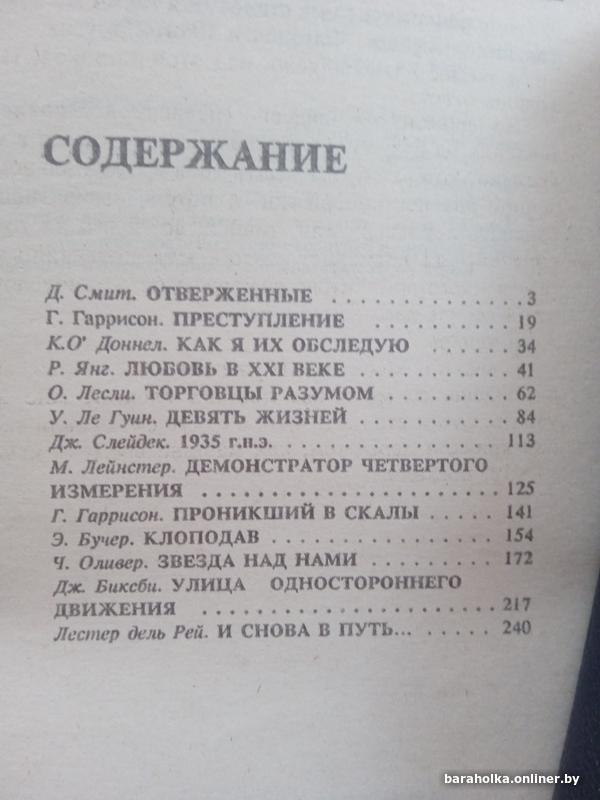 СОДЕРЖАНИЕ
Д. Смит. ОТВЕРЖЕННЫЕ . . . . . . . . . . . . . 3
Г. Гаррисон. ПРЕСТУПЛЕНИЕ . . . . . . . . . . . 19
К.О' Доннел. КАК Я ИХ ОБСЛЕДУЮ . . . . . . 34
Р. Янг. ЛЮБОВЬ В XXI ВЕКЕ . . . . . . . . . . . . 41
О. Лесли. ТОРГОВЦЫ РАЗУМОМ . . . . . . . . . . 62
У. Ле Гуин. ДЕВЯТЬ ЖИЗНЕЙ . . . . . . . . . . . . 84
Дж. Слейдек. 1935 г.н.э. . . . . . . . . . . . . . . . . 113
М. Лейнстер. ДЕМОНСТРАТОР ЧЕТВЕРТОГО
ИЗМЕРЕНИЯ . . . . . . . . . . . . . . . . . . . . . 125
Г. Гаррисон. ПРОНИКШИЙ В СКАЛЫ . . . . . 141
Э. Бучер. КЛОПОДАВ . . . . . . . . . . . . . . . . 154
Ч. Оливер. ЗВЕЗДА НАД НАМИ . . . . . . . . . . 172
Дж. Биксби. УЛИЦА ОДНОСТОРОННЕГО
ДВИЖЕНИЯ . . . . . . . . . . . . . . . . . . . . 217
Лестер дель Рей. И СНОВА В ПУТЬ... . . . . . . 240
baraholka.onliner.by